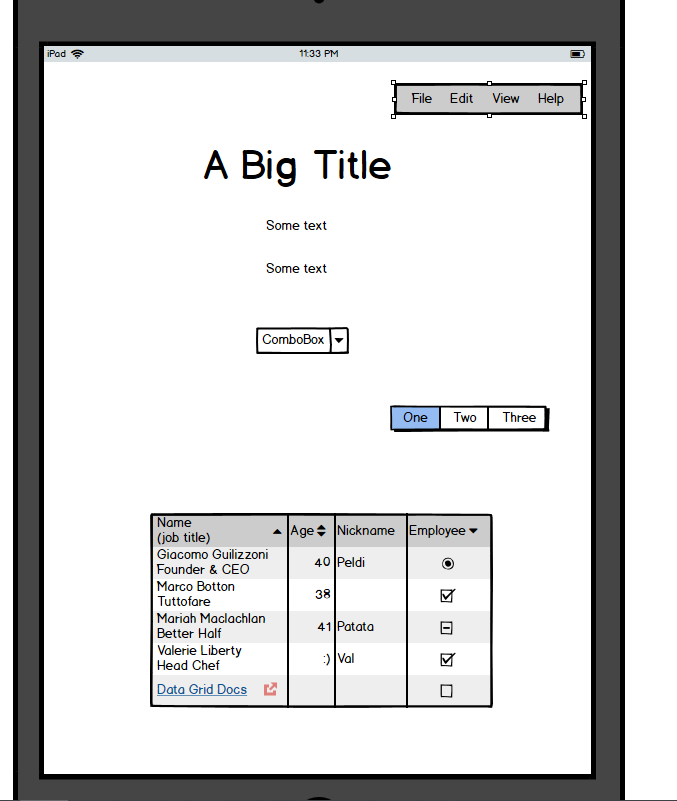 iPad 11:33 PM
File Edit View Help
A Big Title
Some text
Some text
ComboBox
One Two Three
Name
(job title) Age Nickname Employee
Giacomo Guilizzoni
Founder & CEO 40 Peldi
Marco Botton
Tuttofare 38
Mariah Maclachlan
Better Half 41 Patata
Valerie Liberty
Head Chef :) Val
Data Grid Docs